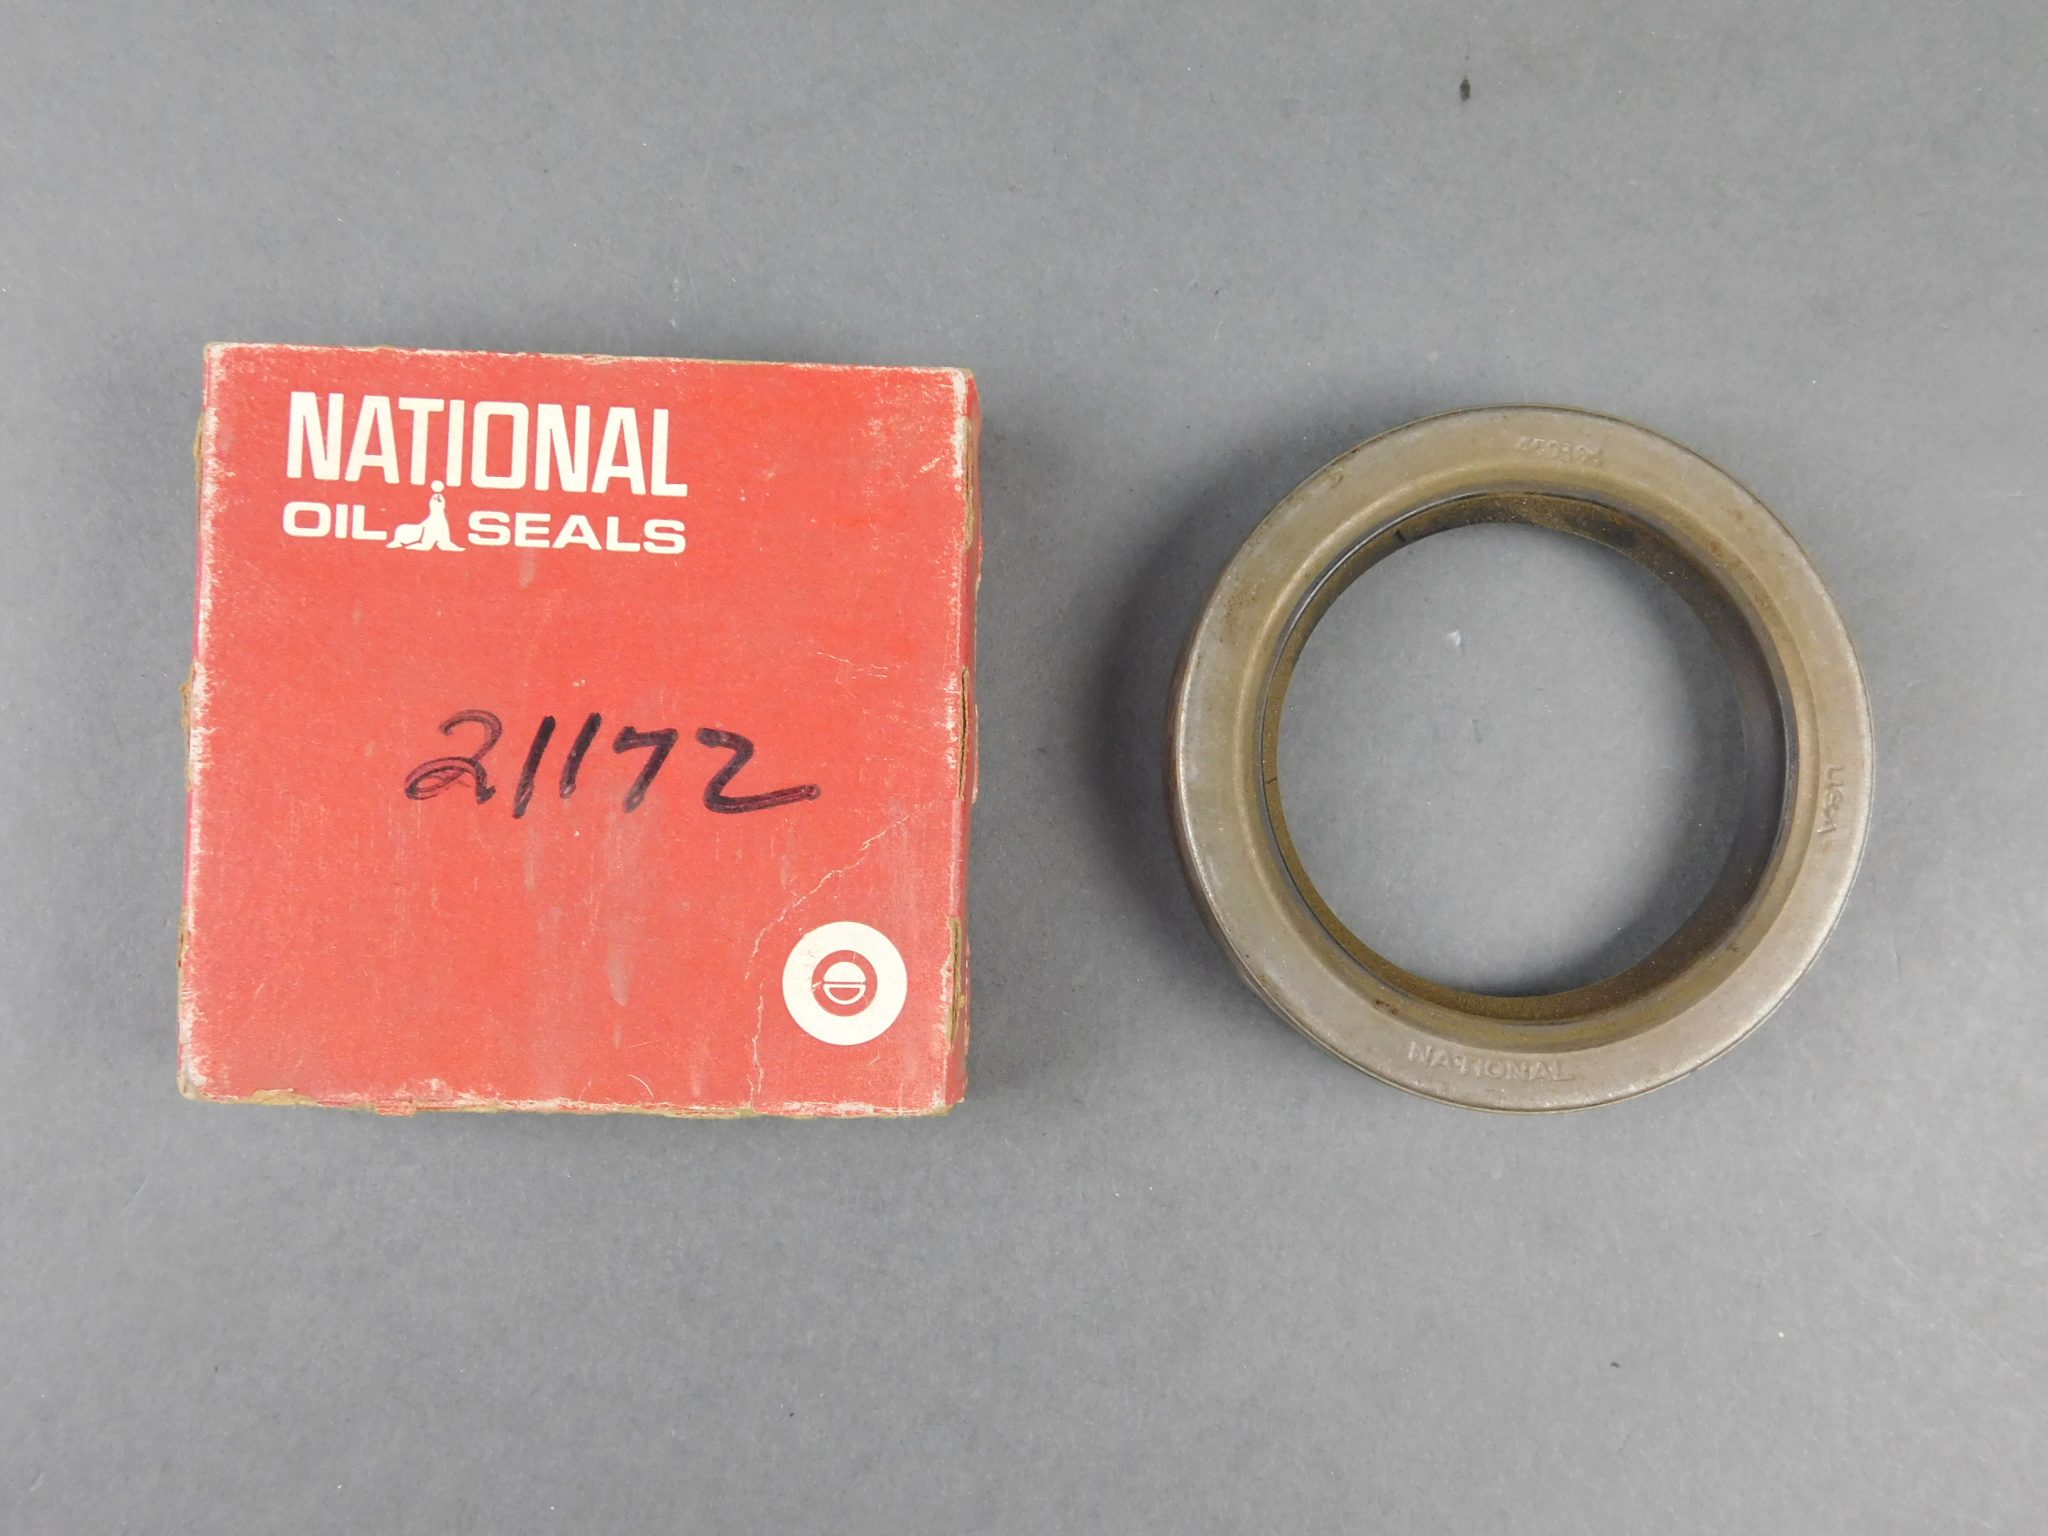 NATIONAL
OIL SEALS
21172
USA
NATIONAL